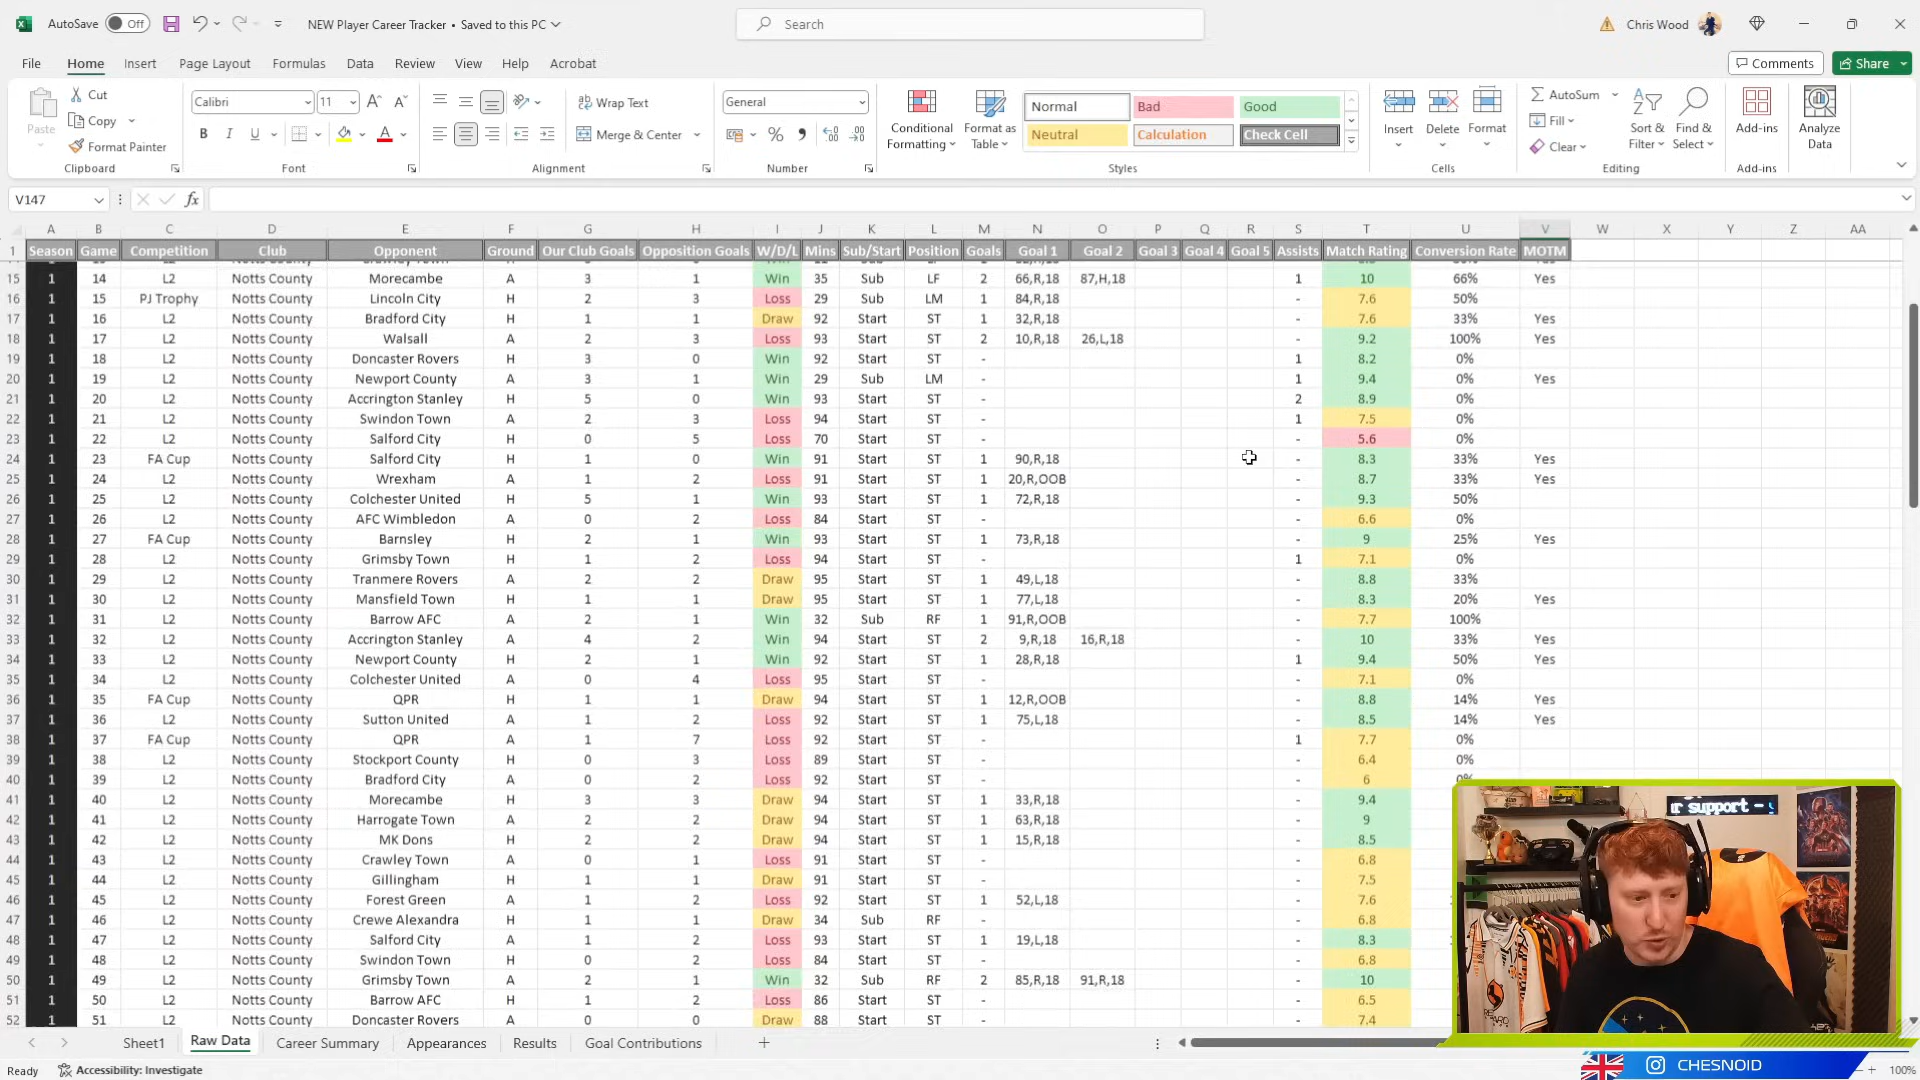 AutoSave Off NEW Player Career Tracker • Saved to this PC Search Chris Wood
File Home Insert Page Layout Formulas Data Review View Help Acrobat Comments Share
Paste Cut Copy Format Painter Clipboard
Calibri 11 B I U Font
Wrap Text Merge & Center Alignment
General % Number
Conditional Formatting Format as Table Normal Bad Good Neutral Calculation Check Cell Styles
Insert Delete Format Cells
AutoSum Fill Clear Sort & Filter Find & Select Editing
Add-ins Add-ins
Analyze Data
V147 fx
A B C D E F G H I J K L M N O P Q R S T U V W X Y Z AA
1 Season Game Competition Club Opponent Ground Our Club Goals Opposition Goals W/D/L Mins Sub/Start Position Goals Goal 1 Goal 2 Goal 3 Goal 4 Goal 5 Assists Match Rating Conversion Rate MOTM
15 1 14 L2 Notts County Morecambe A 3 1 Win 35 Sub LF 2 66,R,18 87,H,18 1 10 66% Yes
16 1 15 PJ Trophy Notts County Lincoln City H 2 3 Loss 29 Sub LM 1 84,R,18 - 7.6 50%
17 1 16 L2 Notts County Bradford City H 1 1 Draw 92 Start ST 1 32,R,18 - 7.6 33% Yes
18 1 17 L2 Notts County Walsall A 2 3 Loss 93 Start ST 2 10,R,18 26,L,18 - 9.2 100% Yes
19 1 18 L2 Notts County Doncaster Rovers H 3 0 Win 92 Start ST - 1 8.2 0%
20 1 19 L2 Notts County Newport County A 3 1 Win 29 Sub LM - 1 9.4 0% Yes
21 1 20 L2 Notts County Accrington Stanley H 5 0 Win 93 Start ST - 2 8.9 0%
22 1 21 L2 Notts County Swindon Town A 2 3 Loss 94 Start ST - 1 7.5 0%
23 1 22 L2 Notts County Salford City H 0 5 Loss 70 Start ST - - 5.6 0%
24 1 23 FA Cup Notts County Salford City H 1 0 Win 91 Start ST 1 90,R,18 - 8.3 33% Yes
25 1 24 L2 Notts County Wrexham A 1 2 Loss 91 Start ST 1 20,R,OOB - 8.7 33% Yes
26 1 25 L2 Notts County Colchester United H 5 1 Win 93 Start ST 1 72,R,18 - 9.3 50%
27 1 26 L2 Notts County AFC Wimbledon A 0 2 Loss 84 Start ST - - 6.6 0%
28 1 27 FA Cup Notts County Barnsley H 2 1 Win 93 Start ST 1 73,R,18 - 9 25% Yes
29 1 28 L2 Notts County Grimsby Town H 1 2 Loss 94 Start ST - 1 7.1 0%
30 1 29 L2 Notts County Tranmere Rovers A 2 2 Draw 95 Start ST 1 49,L,18 - 8.8 33%
31 1 30 L2 Notts County Mansfield Town H 1 1 Draw 95 Start ST 1 77,L,18 - 8.3 20% Yes
32 1 31 L2 Notts County Barrow AFC A 2 1 Win 32 Sub RF 1 91,R,OOB - 7.7 100%
33 1 32 L2 Notts County Accrington Stanley A 4 2 Win 94 Start ST 2 9,R,18 16,R,18 - 10 33% Yes
34 1 33 L2 Notts County Newport County H 2 1 Win 92 Start ST 1 28,R,18 1 9.4 50% Yes
35 1 34 L2 Notts County Colchester United A 0 4 Loss 95 Start ST - - 7.1 0%
36 1 35 FA Cup Notts County QPR H 1 1 Draw 94 Start ST 1 12,R,OOB - 8.8 14% Yes
37 1 36 L2 Notts County Sutton United A 1 2 Loss 92 Start ST 1 75,L,18 - 8.5 14% Yes
38 1 37 FA Cup Notts County QPR A 1 7 Loss 92 Start ST - 1 7.7 0%
39 1 38 L2 Notts County Stockport County H 0 3 Loss 89 Start ST - - 6.4 0%
40 1 39 L2 Notts County Bradford City A 0 2 Loss 92 Start ST - - 6 0%
41 1 40 L2 Notts County Morecambe H 3 3 Draw 94 Start ST 1 33,R,18 - 9.4
42 1 41 L2 Notts County Harrogate Town A 2 2 Draw 94 Start ST 1 63,R,18 - 9
43 1 42 L2 Notts County MK Dons H 2 2 Draw 94 Start ST 1 15,R,18 - 8.5
44 1 43 L2 Notts County Crawley Town A 0 1 Loss 91 Start ST - - 6.8
45 1 44 L2 Notts County Gillingham H 1 1 Draw 91 Start ST - - 7.5
46 1 45 L2 Notts County Forest Green A 1 2 Loss 92 Start ST 1 52,L,18 - 7.6
47 1 46 L2 Notts County Crewe Alexandra H 1 1 Draw 34 Sub RF - - 6.8
48 1 47 L2 Notts County Salford City A 1 2 Loss 93 Start ST 1 19,L,18 - 8.3
49 1 48 L2 Notts County Swindon Town H 0 2 Loss 84 Start ST - - 6.8
50 1 49 L2 Notts County Grimsby Town A 2 1 Win 32 Sub RF 2 85,R,18 91,R,18 - 10
51 1 50 L2 Notts County Barrow AFC H 1 2 Loss 86 Start ST - - 6.5
52 1 51 L2 Notts County Doncaster Rovers A 0 0 Draw 88 Start ST - - 7.4
Sheet1 Raw Data Career Summary Appearances Results Goal Contributions
Ready Accessibility: Investigate 100%
support -
CHESNOID